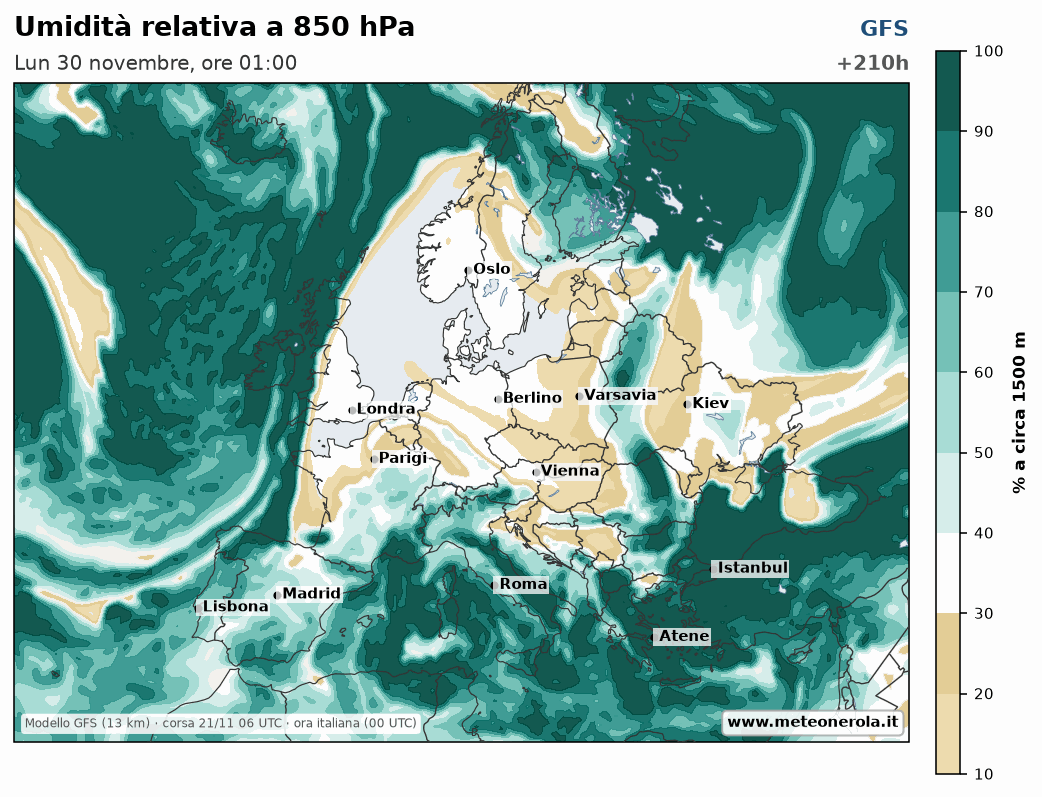 Umidità relativa a 850 hPa
GFS
Lun 30 novembre, ore 01:00
+210h
100
90
80
70
60
50
40
30
20
10
% a circa 1500 m
Oslo
Londra
Berlino
Varsavia
Kiev
Parigi
Vienna
Istanbul
Roma
Madrid
Lisbona
Atene
Modello GFS (13 km) · corsa 21/11 06 UTC · ora italiana (00 UTC)
www.meteonerola.it